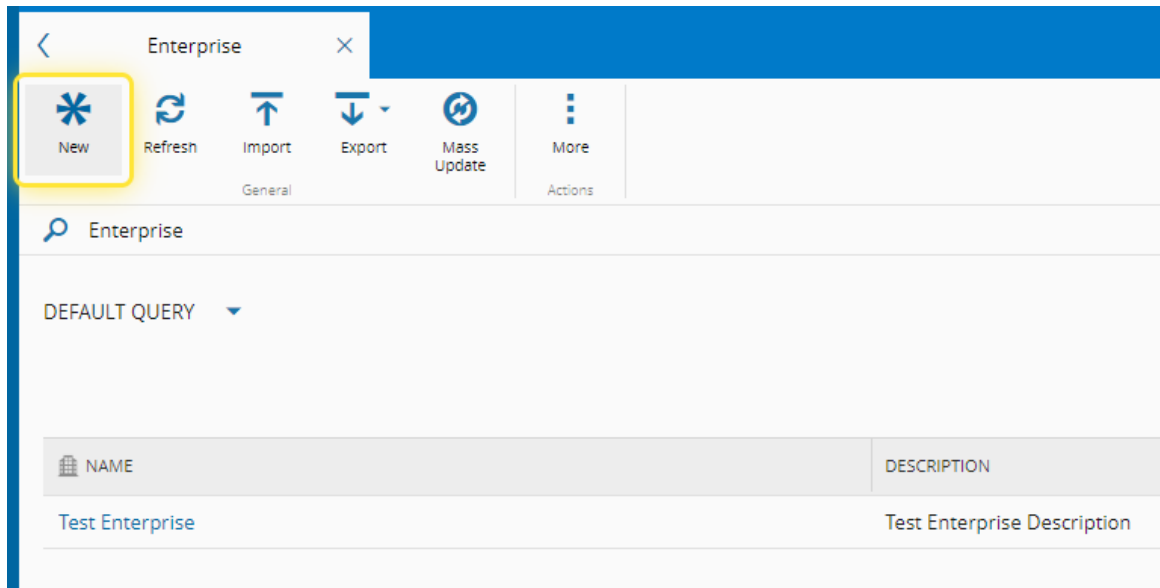 Enterprise
New
Refresh
Import
Export
Mass
Update
More
General
Actions
Enterprise
DEFAULT QUERY
NAME
DESCRIPTION
Test Enterprise
Test Enterprise Description